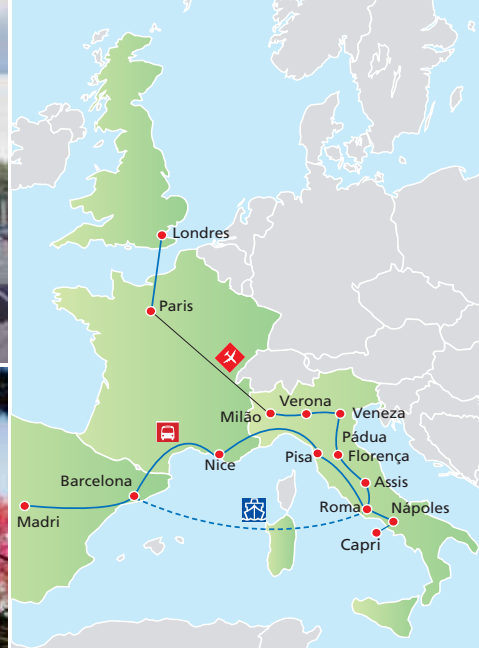 Londres
Paris
Verona
Milão
Veneza
Pádua
Florença
Pisa
Nice
Assis
Barcelona
Roma
Nápoles
Madri
Capri